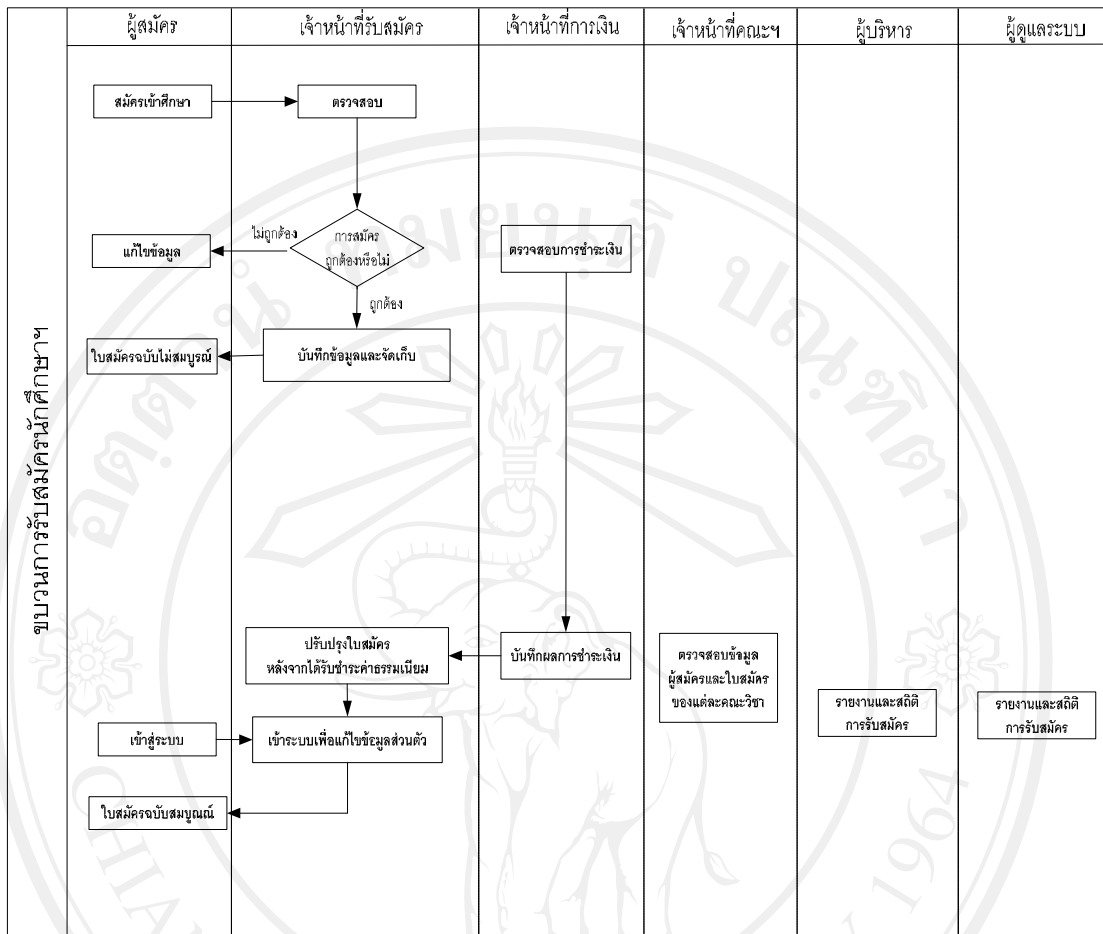 ผู้สมัคร
เจ้าหน้าที่รับสมัคร
เจ้าหน้าที่การเงิน
เจ้าหน้าที่คณะฯ
ผู้บริหาร
ผู้ดูแลระบบ
ขบวนการรับสมัครนักศึกษาฯ
สมัครเข้าศึกษา
ตรวจสอบ
ไม่ถูกต้อง
การสมัคร
ถูกต้องหรือไม่
แก้ไขข้อมูล
ตรวจสอบการชำระเงิน
ถูกต้อง
ใบสมัครฉบับไม่สมบูรณ์
บันทึกข้อมูลและจัดเก็บ
ปรับปรุงใบสมัคร
หลังจากได้รับชำระค่าธรรมเนียม
บันทึกผลการชำระเงิน
ตรวจสอบข้อมูล
ผู้สมัครและใบสมัคร
ของแต่ละคณะวิชา
รายงานและสถิติ
การรับสมัคร
รายงานและสถิติ
การรับสมัคร
เข้าสู่ระบบ
เข้าระบบเพื่อแก้ไขข้อมูลส่วนตัว
ใบสมัครฉบับสมบูณณ์
1964